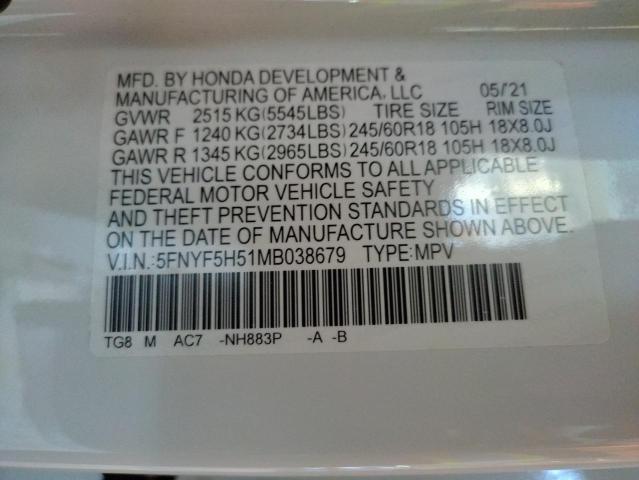 MFD. BY HONDA DEVELOPMENT &
MANUFACTURING OF AMERICA, LLC 05/'21
GVWR 2515 KG(5545LBS) TIRE SIZE RIM SIZE
GAWR F 1240 KG(2734LBS) 245/60R18 105H 18X8.0J
GAWR R 1345 KG(2965LBS) 245/60R18 105H 18X8.0J
THIS VEHICLE CONFORMS TO ALL APPLICABLE
FEDERAL MOTOR VEHICLE SAFETY
AND THEFT PREVENTION STANDARDS IN EFFECT
ON THE DATE OF MANUFACTURE SHOWN ABOVE.
V.I.N.:5FNYF5H51MB038679 TYPE:MPV
TG8 M AC7 -NH883P -A -B